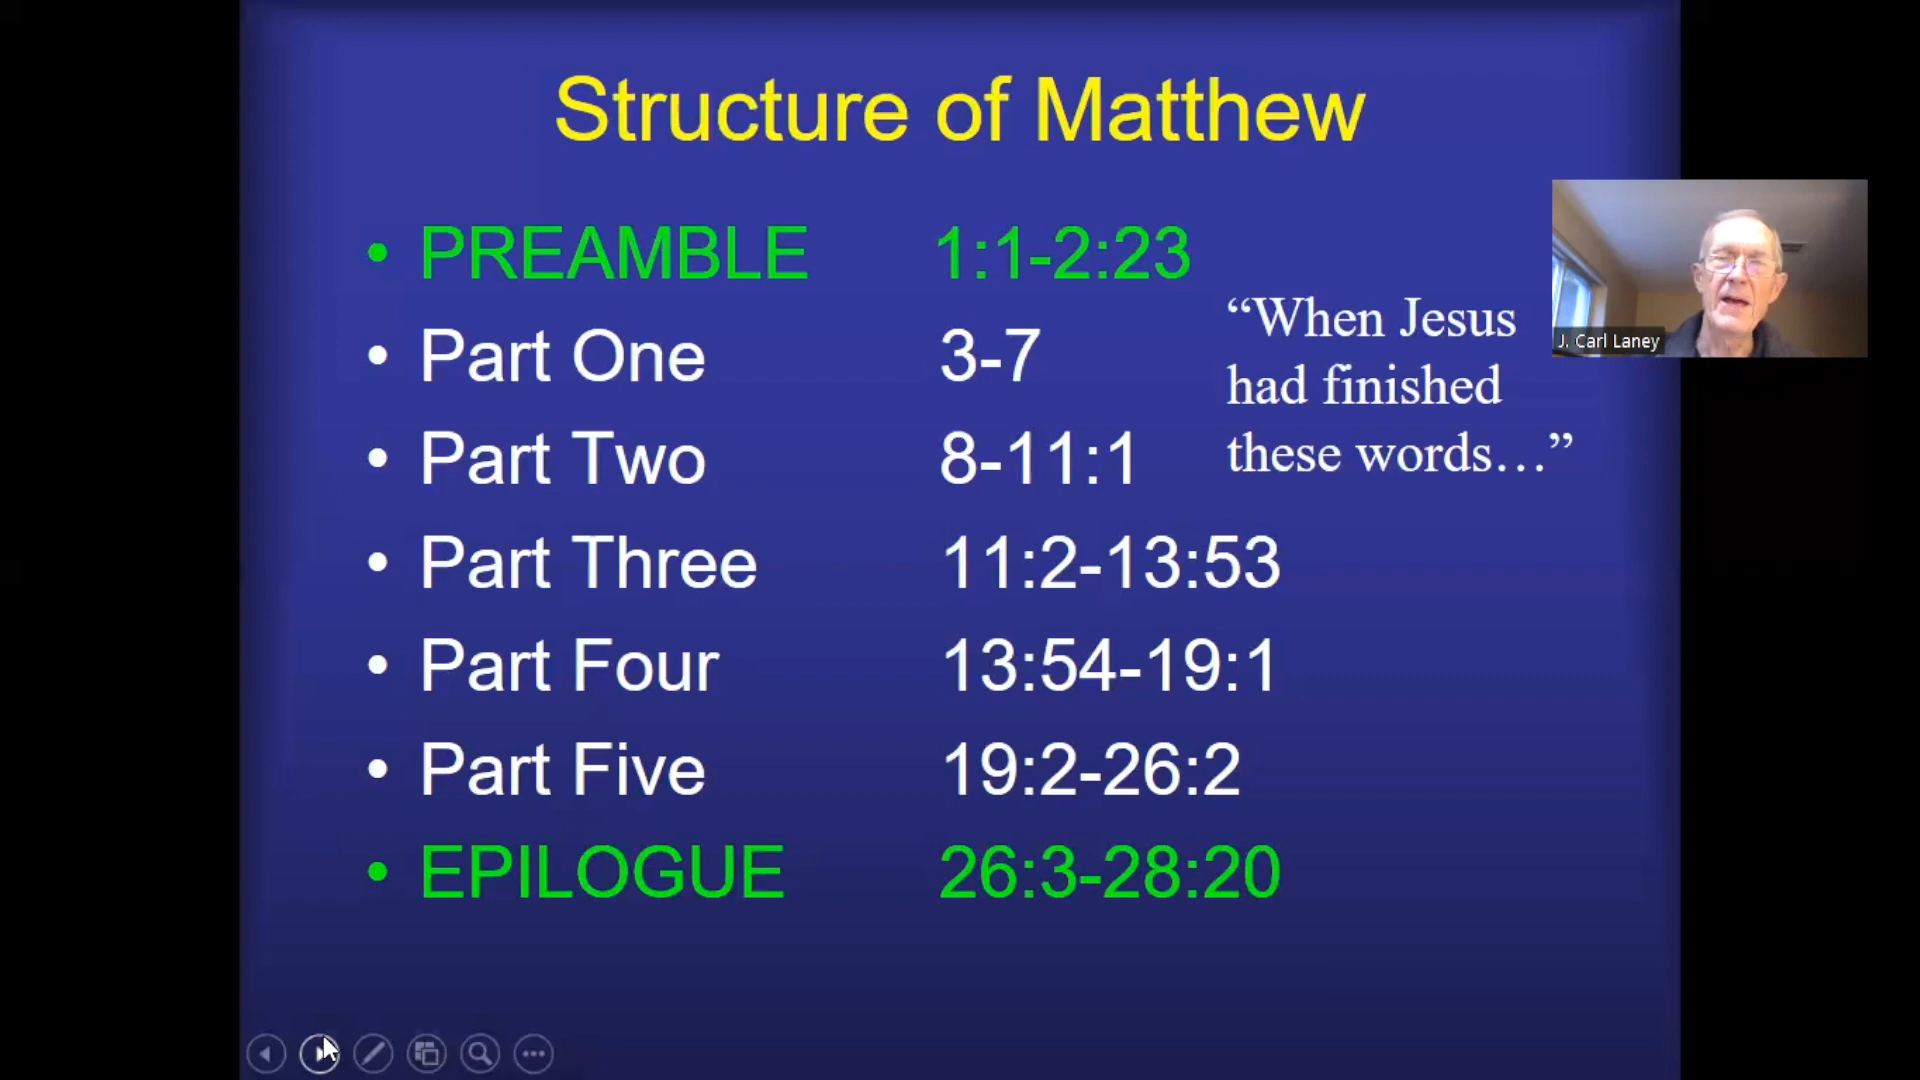 Structure of Matthew
• PREAMBLE 1:1-2:23
• Part One 3-7
• Part Two 8-11:1
• Part Three 11:2-13:53
• Part Four 13:54-19:1
• Part Five 19:2-26:2
• EPILOGUE 26:3-28:20
“When Jesus
had finished
these words…”
J. Carl Laney